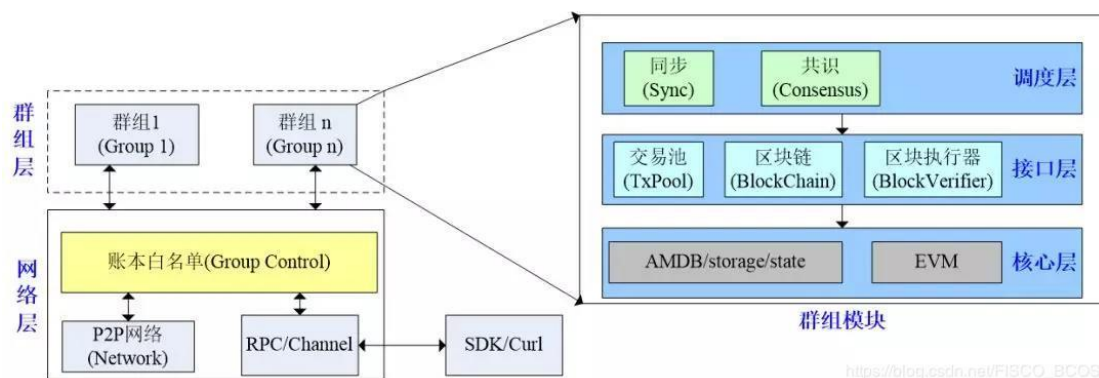 群组层
群组1
(Group 1)
群组 n
(Group n)
网络层
账本白名单(Group Control)
P2P网络
(Network)
RPC/Channel
SDK/Curl
同步
(Sync)
共识
(Consensus)
调度层
交易池
(TxPool)
区块链
(BlockChain)
区块执行器
(BlockVerifier)
接口层
AMDB/storage/state
EVM
核心层
群组模块
https://blog.csdn.net/FISCO_BCOS